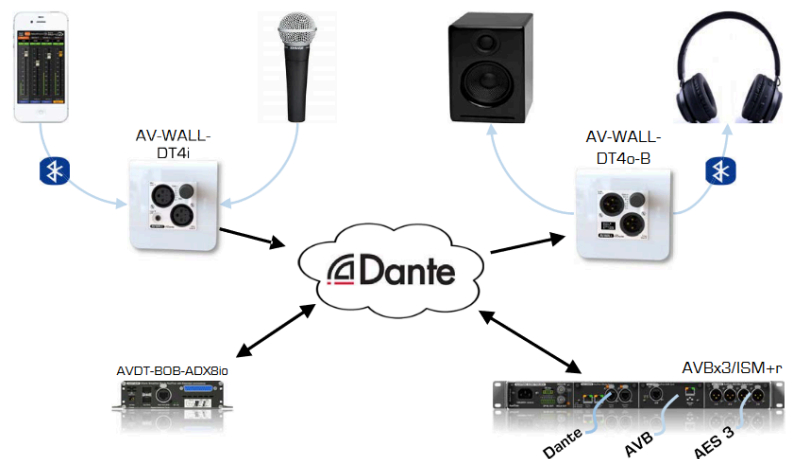 AV-WALL-
DT4i
AV-WALL-
DT4o-B
Dante
AVDT-BOB-ADX8io
AVBx3/ISM+r
Dante
AVB
AES 3